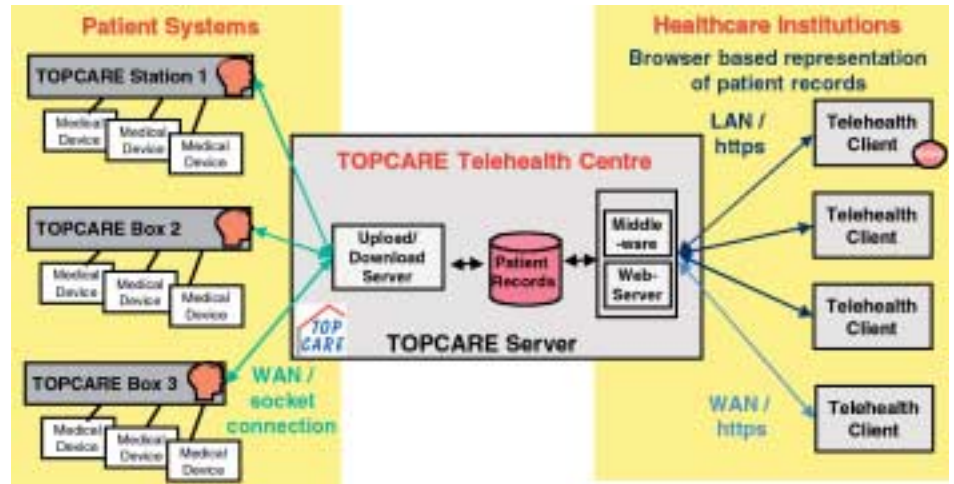 Patient Systems
TOPCARE Station 1
Medical
Device
Medical
Device
Medical
Device
TOPCARE Box 2
Medical
Device
Medical
Device
Medical
Device
TOPCARE Box 3
Medical
Device
Medical
Device
Medical
Device
WAN /
socket
connection
TOPCARE Telehealth Centre
Upload/
Download
Server
Patient
Records
Middle
-ware
Web-
Server
TOP
CARE
TOPCARE Server
Healthcare Institutions
Browser based representation
of patient records
LAN /
https
WAN /
https
Telehealth
Client
Telehealth
Client
Telehealth
Client
Telehealth
Client